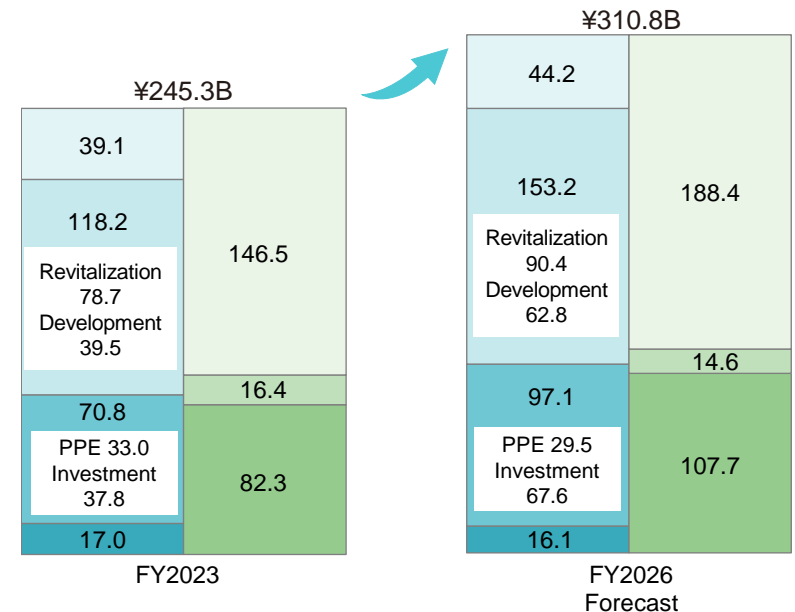 ¥245.3B
39.1
118.2
Revitalization
78.7
Development
39.5
70.8
PPE 33.0
Investment
37.8
17.0
146.5
16.4
82.3
FY2023
¥310.8B
44.2
153.2
Revitalization
90.4
Development
62.8
97.1
PPE 29.5
Investment
67.6
16.1
188.4
14.6
107.7
FY2026
Forecast